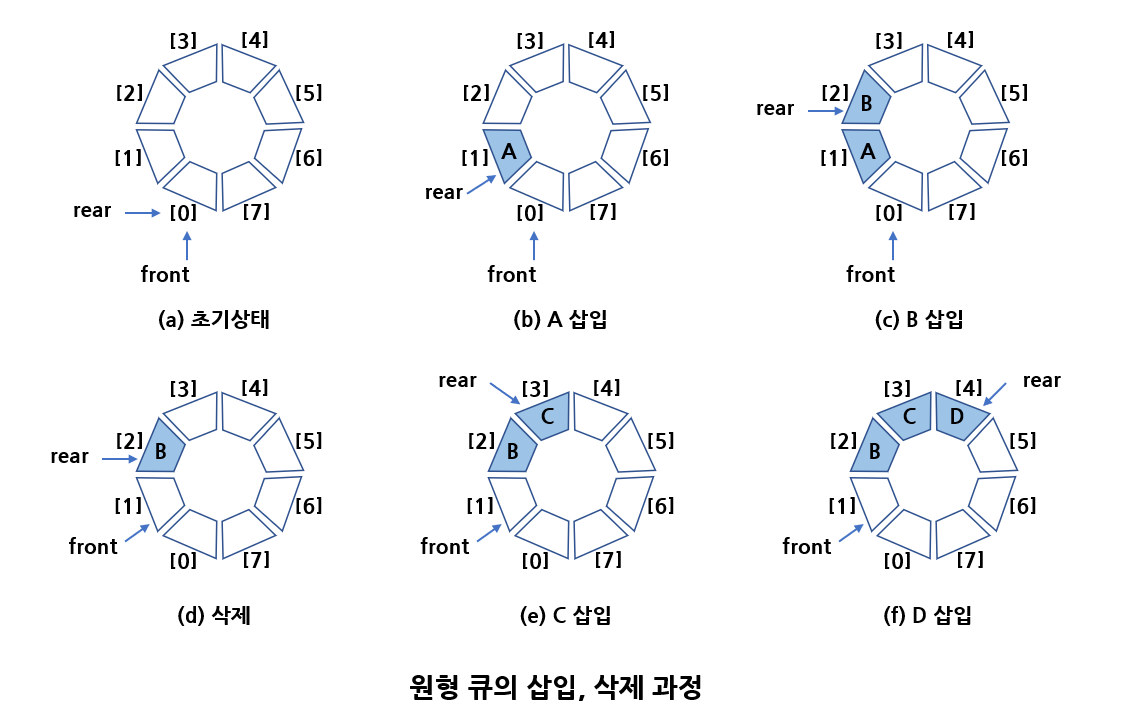 [3] [4]
[2] [5]
[1] [6]
rear [0] [7]
front
(a) 초기상태
[3] [4]
[2] [5]
[1] A [6]
rear
[0] [7]
front
(b) A 삽입
[3] [4]
[2] B [5]
rear
[1] A [6]
[0] [7]
front
(c) B 삽입
[3] [4]
[2] B [5]
rear
[1] [6]
front
[0] [7]
(d) 삭제
rear [3] [4]
C
[2] B [5]
[1] [6]
front
[0] [7]
(e) C 삽입
[3] [4] rear
C D
[2] B [5]
[1] [6]
front
[0] [7]
(f) D 삽입
원형 큐의 삽입, 삭제 과정